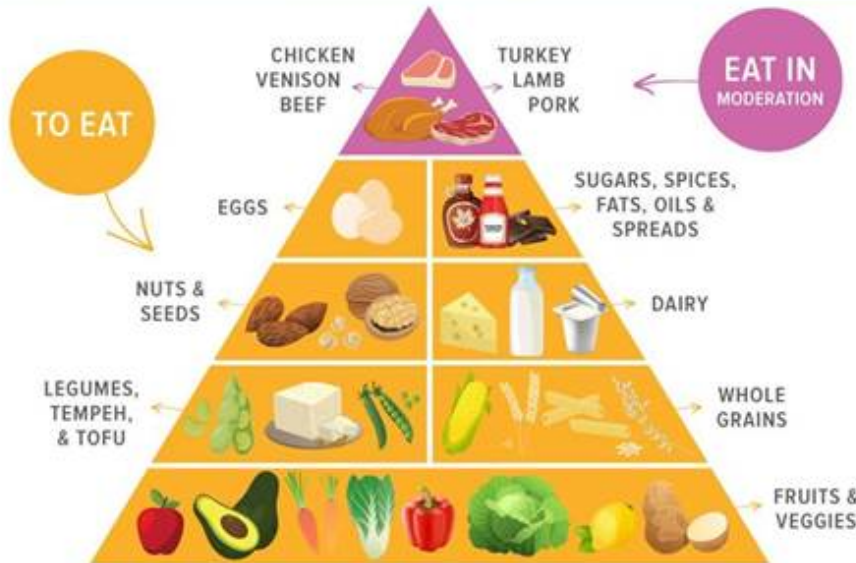 CHICKEN
VENISON
BEEF
TURKEY
LAMB
PORK
EAT IN
MODERATION
TO EAT
EGGS
SUGARS, SPICES,
FATS, OILS &
SPREADS
NUTS &
SEEDS
DAIRY
LEGUMES,
TEMPEH,
& TOFU
WHOLE
GRAINS
FRUITS &
VEGGIES